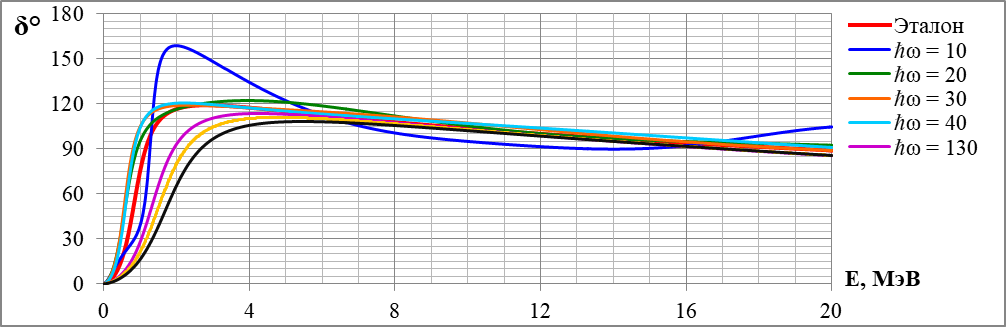 δ°
180
150
120
90
60
30
0
0
4
8
12
16
20
E, МэВ
Эталон
ℏω = 10
ℏω = 20
ℏω = 30
ℏω = 40
ℏω = 130